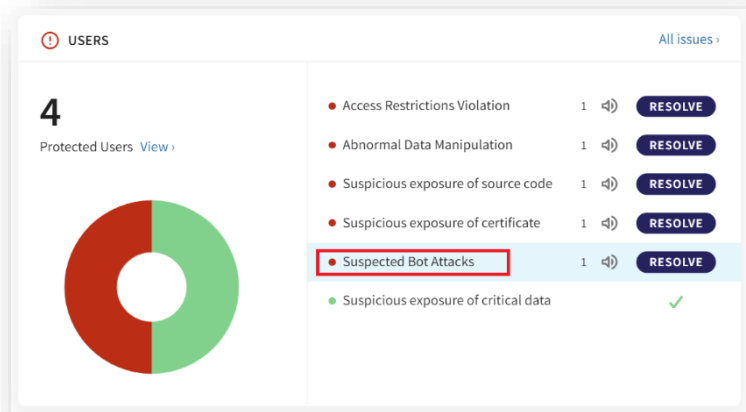 USERS
All issues ›
4
Protected Users View ›
Access Restrictions Violation 1 RESOLVE
Abnormal Data Manipulation 1 RESOLVE
Suspicious exposure of source code 1 RESOLVE
Suspicious exposure of certificate 1 RESOLVE
Suspected Bot Attacks 1 RESOLVE
Suspicious exposure of critical data